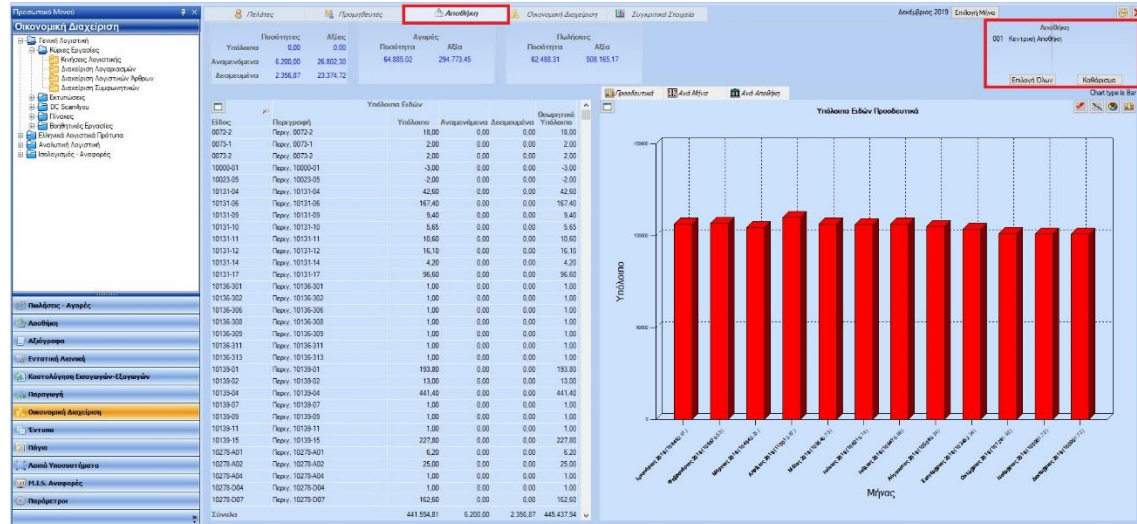 Προσωπικό Μενού
Οικονομική Διαχείριση
Γενική Λογιστική
Κύριες Εργασίες
Κινήσεις Λογιστικής
Διαχείριση Λογαριασμών
Διαχείριση Λογιστικών Άρθρων
Διαχείριση Συμφωνητικών
Εκτυπώσεις
DC Scan4you
Πίνακες
Βοηθητικές Εργασίες
Ελληνικά Λογιστικά Πρότυπα
Αναλυτική Λογιστική
Ισολογισμός - Αναφορές
Πωλήσεις - Αγορές
Αποθήκη
Αξιόγραφα
Εντατική Λιανική
Κοστολόγηση Εισαγωγών-Εξαγωγών
Παραγωγή
Οικονομική Διαχείριση
Έντυπα
Πάγια
Λοιπά Υποσυστήματα
M.I.S. Αναφορές
Παράμετροι
Πελάτες Προμηθευτές Αποθήκη Οικονομική Διαχείριση Συγκριτικά Στοιχεία
Δεκέμβριος 2019 Επιλογή Μήνα
Ποσότητες Αξίες
Υπόλοιπα 0,00 0,00
Αναμενόμενα 6.200,00 26.802,30
Δεσμευμένα 2.356,87 23.374,72
Αγορές
Ποσότητα Αξία
64.885.02 294.773.45
Πωλήσεις
Ποσότητα Αξία
62.488.31 508.165.17
Αποθήκη
001 Κεντρική Αποθήκη
Επιλογή Όλων Καθάρισμα
Υπόλοιπα Ειδών
Είδος Περιγραφή Υπόλοιπο Αναμενόμενα Δεσμευμένα Θεωρητικό Υπόλοιπο
0072-2 Περιγ. 0072-2 18,00 0,00 0,00 18,00
0073-1 Περιγ. 0073-1 2,00 0,00 0,00 2,00
0073-2 Περιγ. 0073-2 2,00 0,00 0,00 2,00
10000-01 Περιγ. 10000-01 -3,00 0,00 0,00 -3,00
10023-05 Περιγ. 10023-05 -2,00 0,00 0,00 -2,00
10131-04 Περιγ. 10131-04 42,60 0,00 0,00 42,60
10131-06 Περιγ. 10131-06 167,40 0,00 0,00 167,40
10131-09 Περιγ. 10131-09 9,40 0,00 0,00 9,40
10131-10 Περιγ. 10131-10 5,65 0,00 0,00 5,65
10131-11 Περιγ. 10131-11 10,60 0,00 0,00 10,60
10131-12 Περιγ. 10131-12 16,10 0,00 0,00 16,10
10131-14 Περιγ. 10131-14 4,20 0,00 0,00 4,20
10131-17 Περιγ. 10131-17 96,60 0,00 0,00 96,60
10136-301 Περιγ. 10136-301 1,00 0,00 0,00 1,00
10136-302 Περιγ. 10136-302 1,00 0,00 0,00 1,00
10136-306 Περιγ. 10136-306 1,00 0,00 0,00 1,00
10136-308 Περιγ. 10136-308 1,00 0,00 0,00 1,00
10136-309 Περιγ. 10136-309 1,00 0,00 0,00 1,00
10136-311 Περιγ. 10136-311 1,00 0,00 0,00 1,00
10136-313 Περιγ. 10136-313 1,00 0,00 0,00 1,00
10139-01 Περιγ. 10139-01 193,80 0,00 0,00 193,80
10139-02 Περιγ. 10139-02 13,00 0,00 0,00 13,00
10139-04 Περιγ. 10139-04 441,40 0,00 0,00 441,40
10139-07 Περιγ. 10139-07 1,00 0,00 0,00 1,00
10139-09 Περιγ. 10139-09 1,00 0,00 0,00 1,00
10139-11 Περιγ. 10139-11 1,00 0,00 0,00 1,00
10139-15 Περιγ. 10139-15 227,80 0,00 0,00 227,80
10278-A01 Περιγ. 10278-A01 6,20 0,00 0,00 6,20
10278-A02 Περιγ. 10278-A02 25,00 0,00 0,00 25,00
10278-A04 Περιγ. 10278-A04 1,00 0,00 0,00 1,00
10278-D04 Περιγ. 10278-D04 1,00 0,00 0,00 1,00
10278-D07 Περιγ. 10278-D07 162,60 0,00 0,00 162,60
Σύνολα 441.594,81 6.200,00 2.356,87 445.437,94
Προοδευτικά Ανά Μήνα Ανά Αποθήκη
Chart type is Bar
Υπόλοιπα Ειδών Προοδευτικά
Υπόλοιπο
150000
100000
50000
0
Μήνας